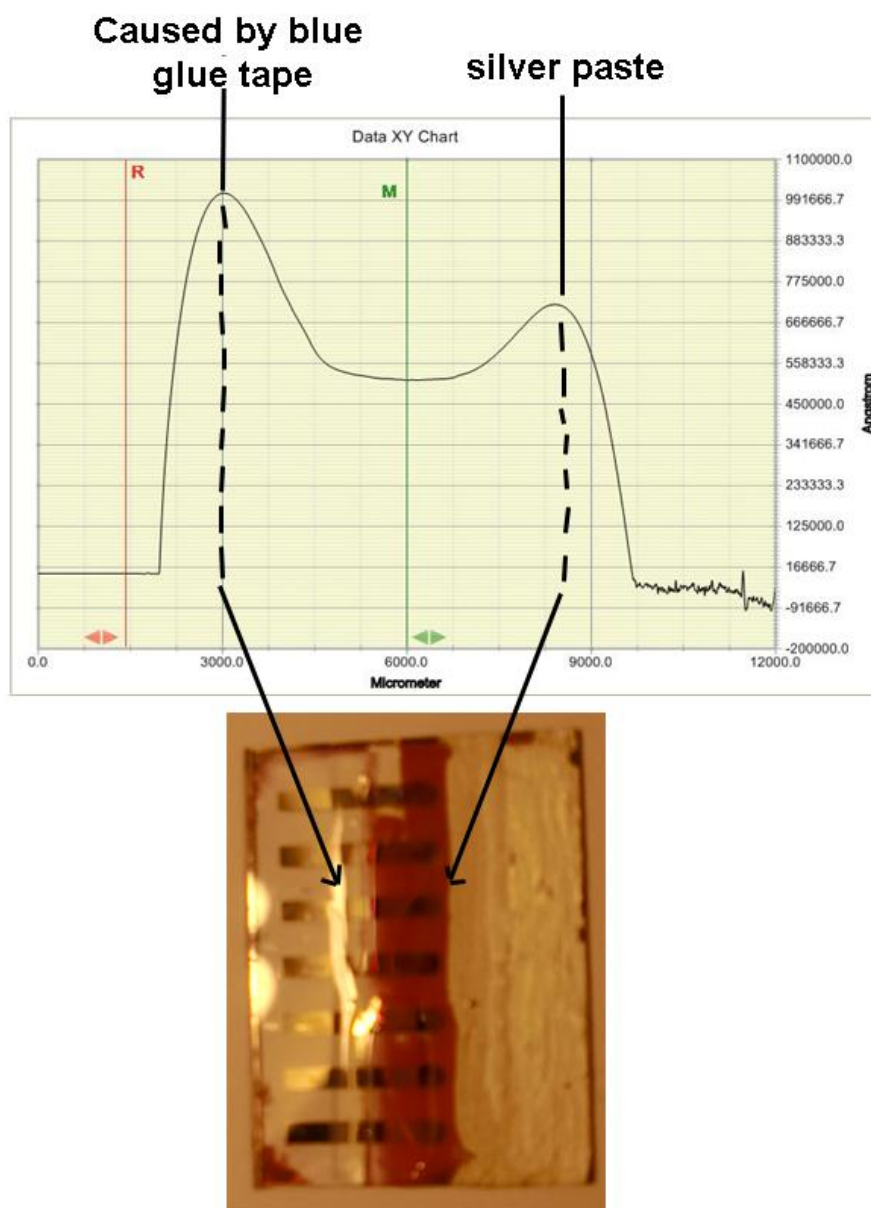 Caused by blue
glue tape
silver paste
Data XY Chart
R
M
1100000.0
991666.7
883333.3
775000.0
666666.7
558333.3
450000.0
341666.7
233333.3
125000.0
16666.7
-91666.7
-200000.0
Angstrom
0.0 3000.0 6000.0 9000.0 12000.0
Micrometer